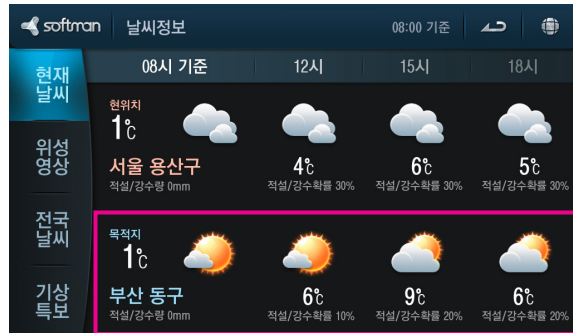 softman 날씨정보 08:00 기준
현재
날씨
08시 기준 12시 15시 18시
현위치
1℃
서울 용산구 4℃ 6℃ 5℃
적설/강수량 0mm 적설/강수확률 30% 적설/강수확률 30% 적설/강수확률 30%
위성
영상
전국
날씨
목적지
1℃
부산 동구 6℃ 9℃ 6℃
적설/강수량 0mm 적설/강수확률 10% 적설/강수확률 20% 적설/강수확률 20%
기상
특보